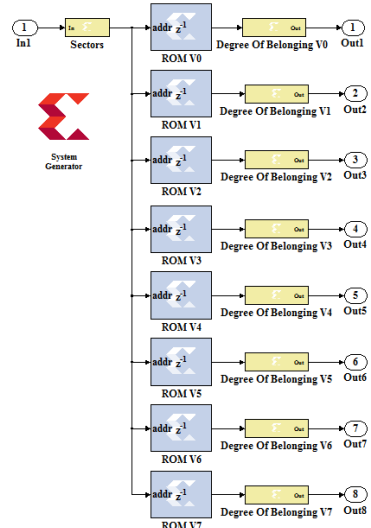 1
In1
In
Sectors
System
Generator
addr z-1
ROM V0
Out
Degree Of Belonging V0
1
Out1
addr z-1
ROM V1
Out
Degree Of Belonging V1
2
Out2
addr z-1
ROM V2
Out
Degree Of Belonging V2
3
Out3
addr z-1
ROM V3
Out
Degree Of Belonging V3
4
Out4
addr z-1
ROM V4
Out
Degree Of Belonging V4
5
Out5
addr z-1
ROM V5
Out
Degree Of Belonging V5
6
Out6
addr z-1
ROM V6
Out
Degree Of Belonging V6
7
Out7
addr z-1
ROM V7
Out
Degree Of Belonging V7
8
Out8